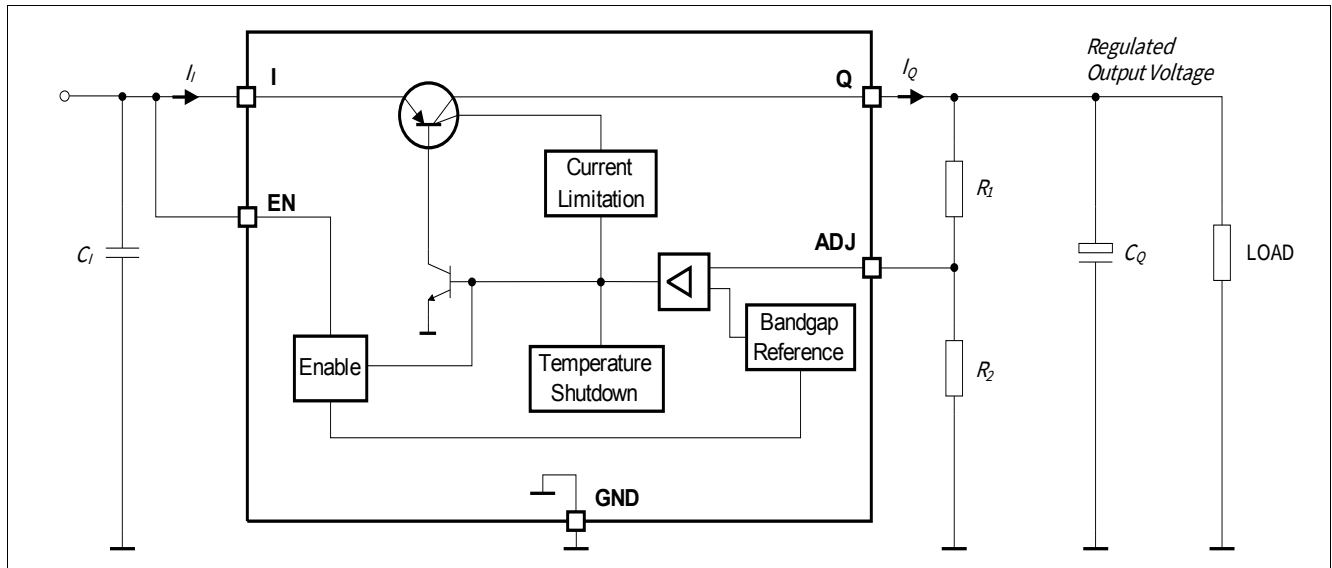 Regulated
Output Voltage
I_I
I
Q
I_Q
Current
Limitation
R_1
EN
ADJ
C_I
C_Q
LOAD
Bandgap
Reference
Enable
Temperature
Shutdown
R_2
GND